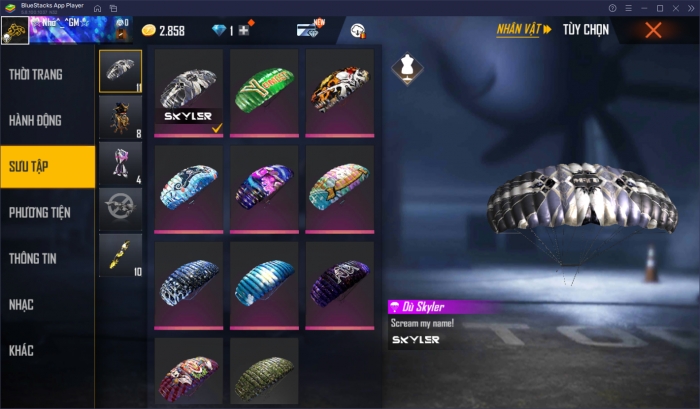 BlueStacks App Player
2.858
1
NEW
NHÂN VẬT
TÙY CHỌN
THỜI TRANG
HÀNH ĐỘNG
SƯU TẬP
PHƯƠNG TIỆN
THÔNG TIN
NHẠC
KHÁC
11
8
4
10
SKYLER
Dù Skyler
Scream my name!
SKYLER